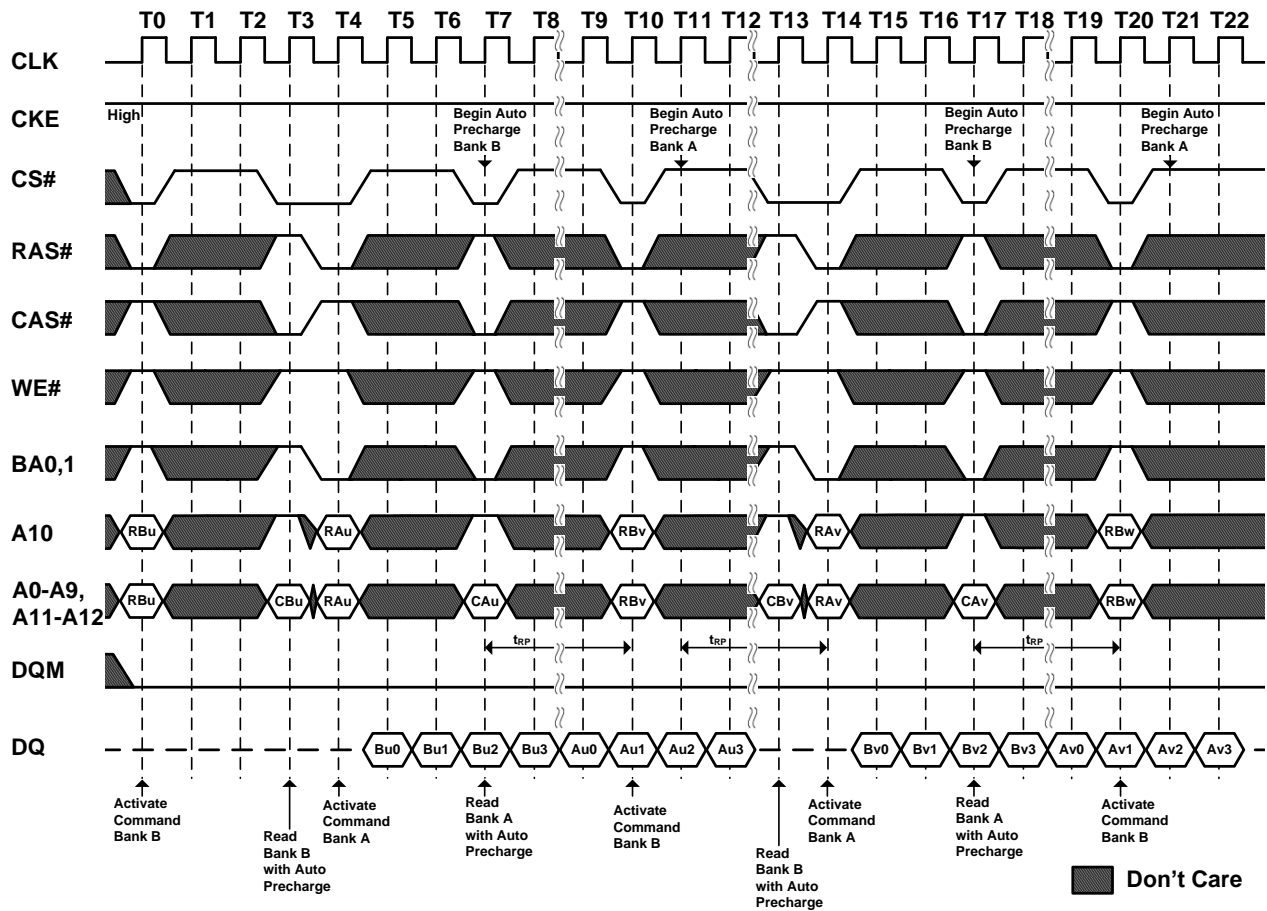 T0 T1 T2 T3 T4 T5 T6 T7 T8 T9 T10 T11 T12 T13 T14 T15 T16 T17 T18 T19 T20 T21 T22
CLK
CKE
High
Begin Auto
Precharge
Bank B
Begin Auto
Precharge
Bank A
Begin Auto
Precharge
Bank B
Begin Auto
Precharge
Bank A
CS#
RAS#
CAS#
WE#
BA0,1
A10
RBu RAu RBv RAv RBw
A0-A9,
A11-A12
RBu CBu RAu CAu RBv CBv RAv CAv RBw
tRP tRP tRP
DQM
DQ
Bu0 Bu1 Bu2 Bu3 Au0 Au1 Au2 Au3 Bv0 Bv1 Bv2 Bv3 Av0 Av1 Av2 Av3
Activate
Command
Bank B
Read
Bank B
with Auto
Precharge
Activate
Command
Bank A
Read
Bank A
with Auto
Precharge
Activate
Command
Bank B
Read
Bank B
with Auto
Precharge
Activate
Command
Bank A
Read
Bank A
with Auto
Precharge
Activate
Command
Bank B
Don't Care